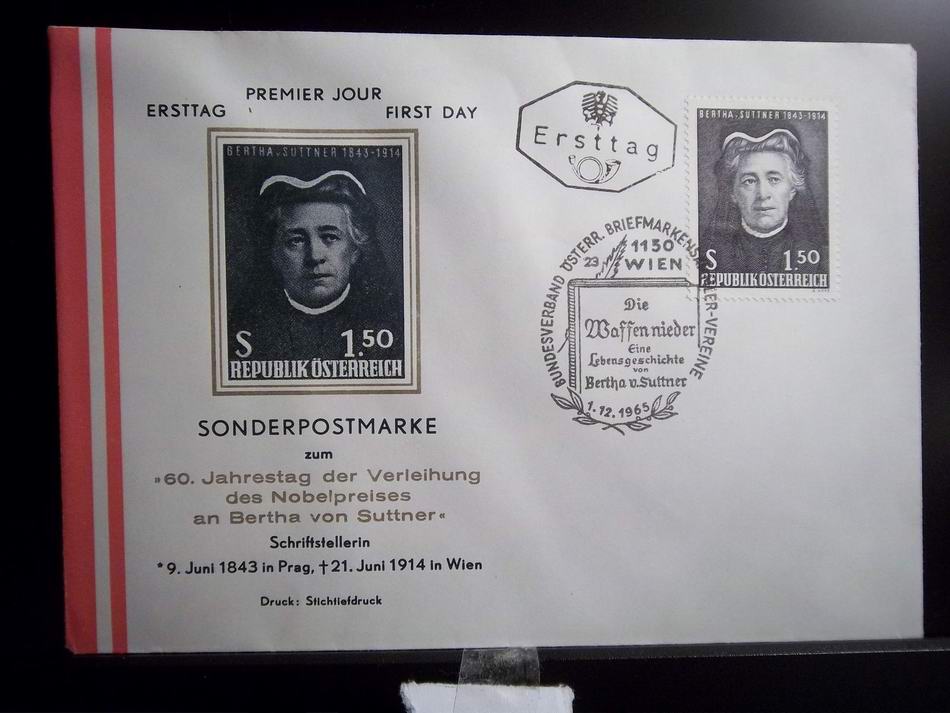 PREMIER JOUR
ERSTTAG FIRST DAY
BERTHA v. SUTTNER 1843-1914
S 1.50
REPUBLIK ÖSTERREICH
SONDERPOSTMARKE
zum
»60. Jahrestag der Verleihung
des Nobelpreises
an Bertha von Suttner«
Schriftstellerin
* 9. Juni 1843 in Prag, † 21. Juni 1914 in Wien
Druck: Stichtiefdruck
Ersttag
BERTHA v. SUTTNER 1843-1914
S 1.50
REPUBLIK ÖSTERREICH
BUNDESVERBAND ÖSTERR. BRIEFMARKENS LER-VEREINE
23 1150
WIEN
Die
Waffen nieder
Eine
Lebensgeschichte
von
Bertha v. Suttner
1.12.1965